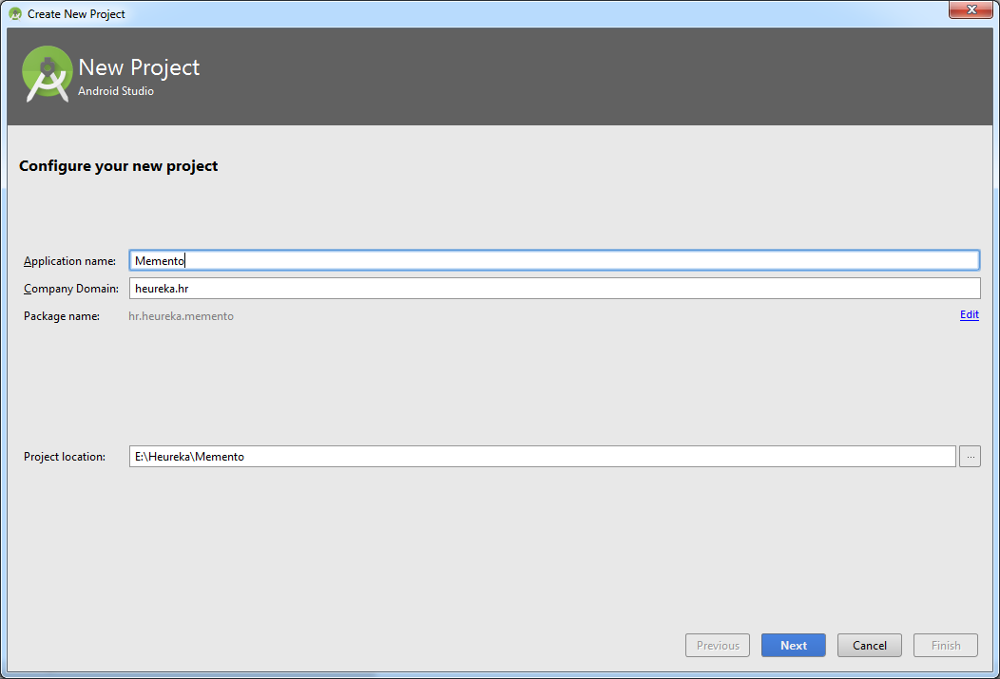 Create New Project
New Project
Android Studio
Configure your new project
Application name: Memento
Company Domain: heureka.hr
Package name: hr.heureka.memento Edit
Project location: E:\Heureka\Memento ...
Previous Next Cancel Finish